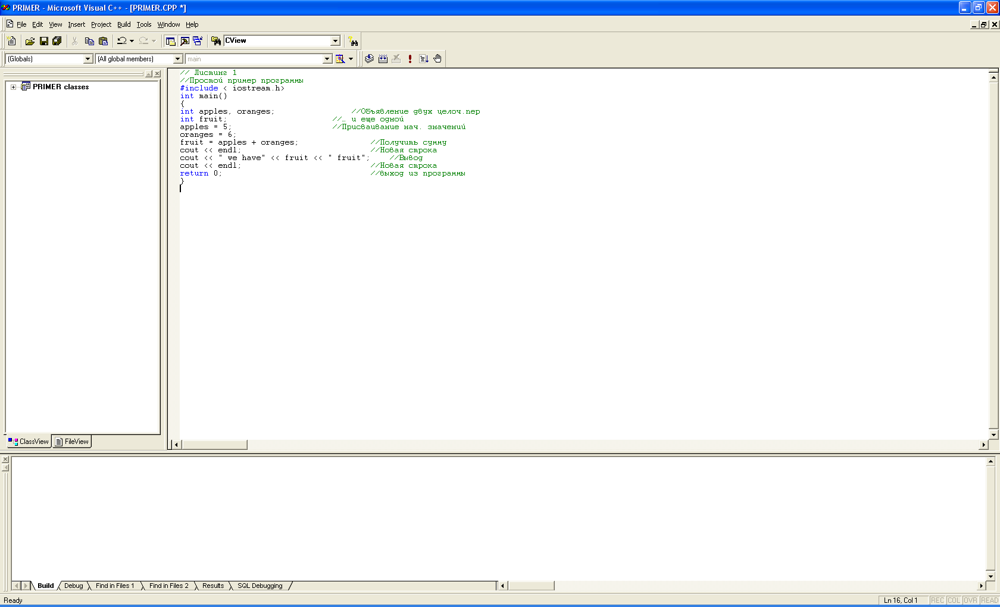 PRIMER - Microsoft Visual C++ - [PRIMER.CPP *]
File Edit View Insert Project Build Tools Window Help
CView
(Globals) (All global members) main
PRIMER classes
// Листинг 1
//Простой пример программы
#include < iostream.h>
int main()
{
int apples, oranges; //Объявление двух целоч.пер
int fruit; //… и еще одной
apples = 5; //Присваивание нач. значений
oranges = 6;
fruit = apples + oranges; //Получить сумму
cout << endl; //Новая строка
cout << " we have" << fruit << " fruit"; //Вывод
cout << endl; //Новая строка
return 0; //выход из программы
}
ClassView FileView
Build Debug Find in Files 1 Find in Files 2 Results SQL Debugging
Ready Ln 16, Col 1 REC COL OVR READ